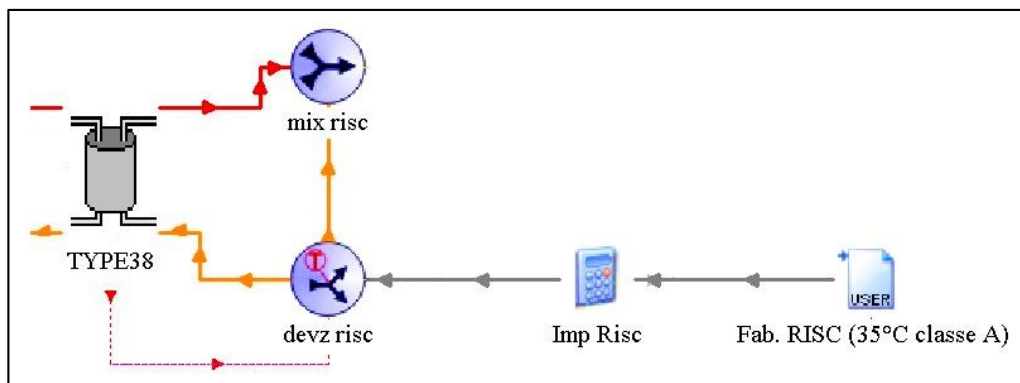 mix risc
TYPE38
T
devz risc
Imp Risc
USER
Fab. RISC (35°C classe A)